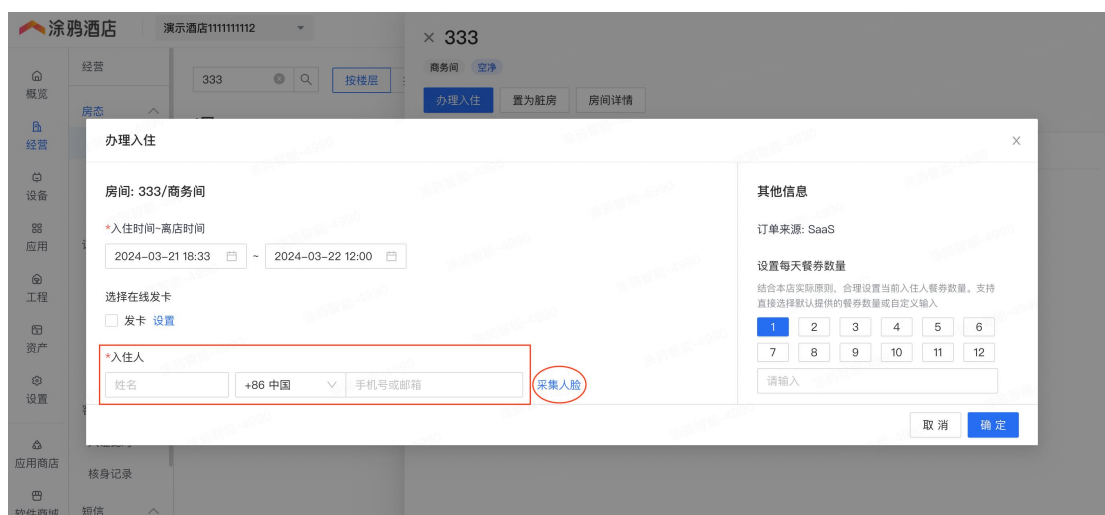 涂鸦酒店
演示酒店1111111112
× 333
经营
333
按楼层
商务间 空净
概览
房态
办理入住 置为脏房 房间详情
经营
办理入住
设备
房间: 333/商务间
其他信息
*入住时间~离店时间
订单来源: SaaS
应用
2024-03-21 18:33 ~ 2024-03-22 12:00
设置每天餐券数量
工程
选择在线发卡
结合本店实际原则，合理设置当前入住人餐券数量。支持
直接选择默认提供的餐券数量或自定义输入
发卡 设置
1 2 3 4 5 6
资产
*入住人
7 8 9 10 11 12
姓名 +86 中国 手机号或邮箱 采集人脸
请输入
设置
取消 确定
应用商店
核身记录
软件商城
短信